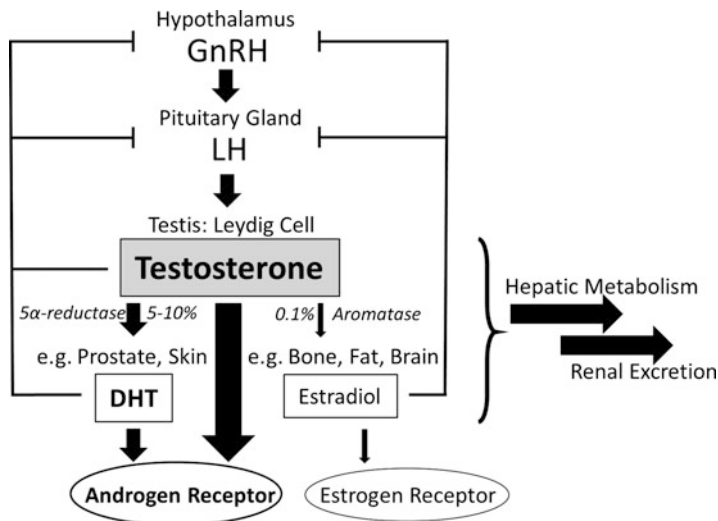 Hypothalamus
GnRH
Pituitary Gland
LH
Testis: Leydig Cell
Testosterone
5α-reductase 5-10% 0.1% Aromatase
e.g. Prostate, Skin e.g. Bone, Fat, Brain
DHT Estradiol
Androgen Receptor Estrogen Receptor
Hepatic Metabolism
Renal Excretion